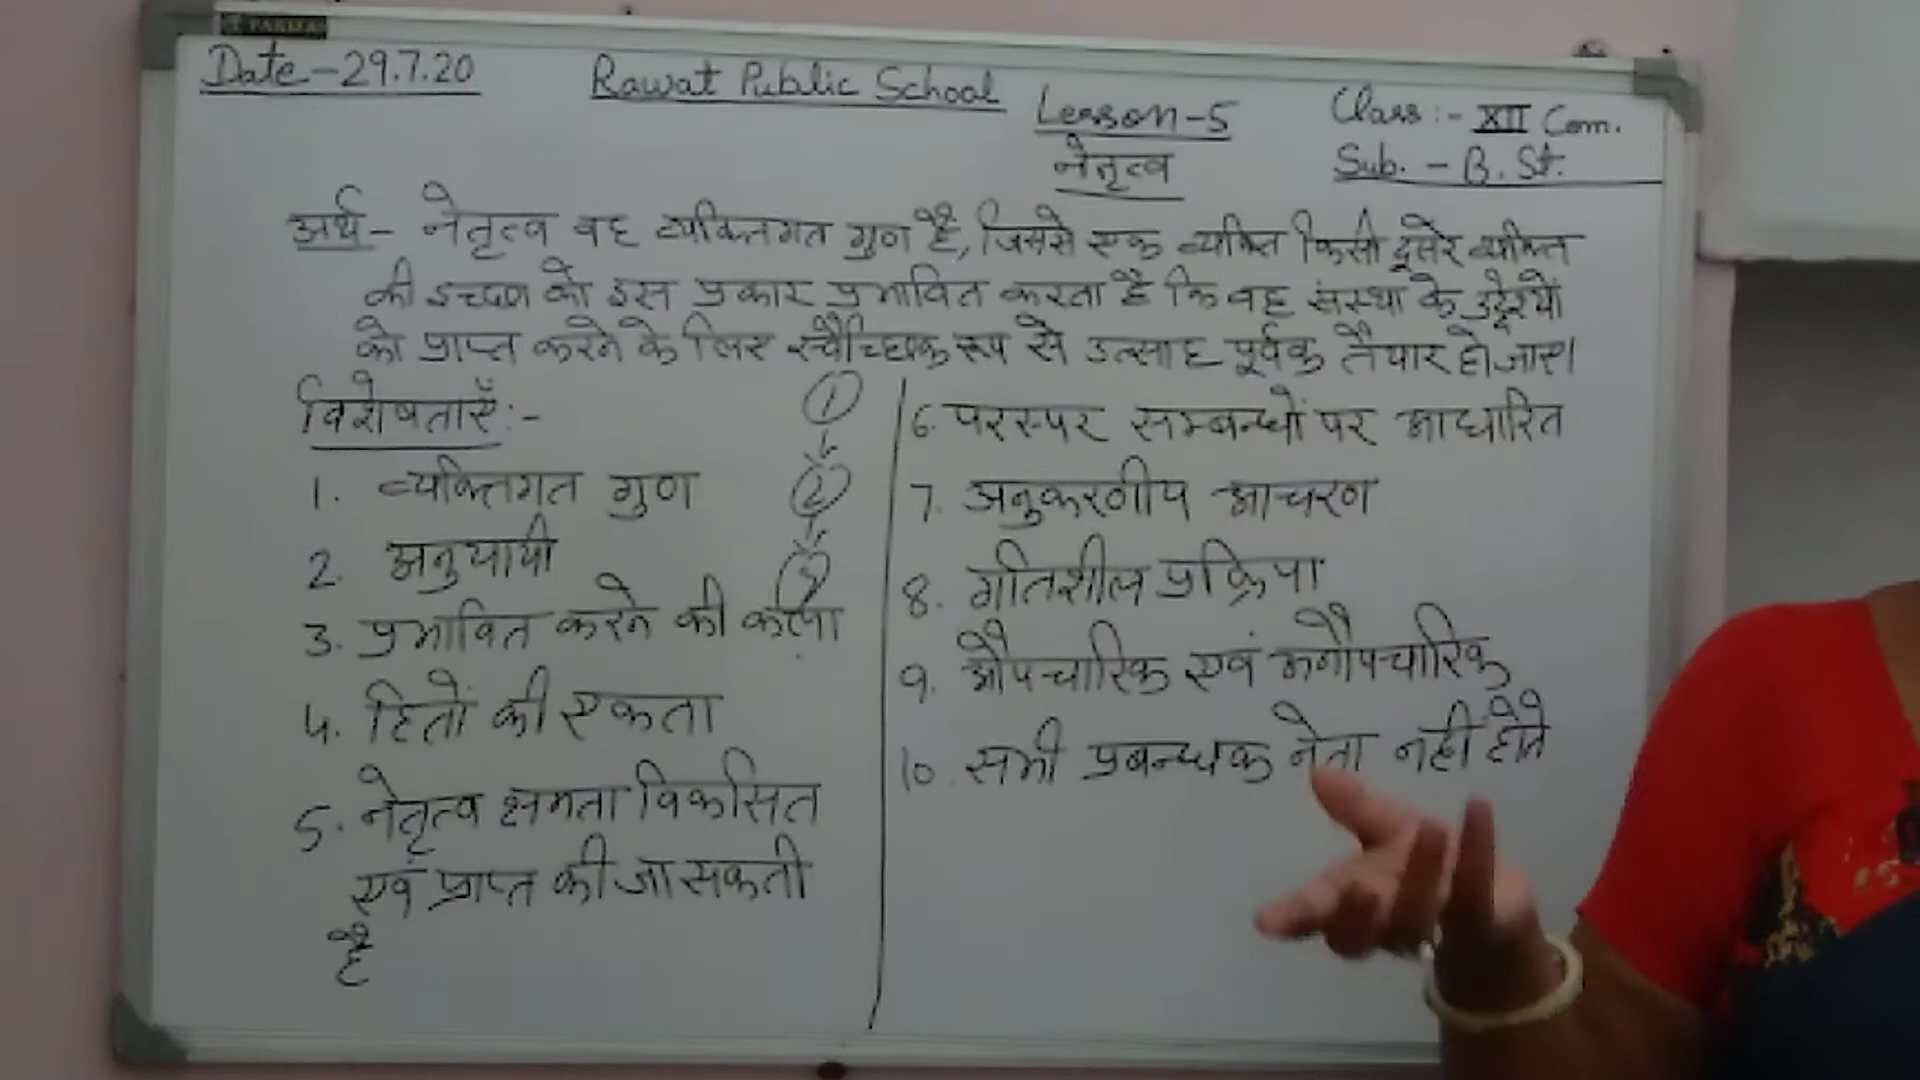 Date-29.7.20
Rawat Public School
Lesson-5
नेतृत्व
Class:- XII Com.
Sub. - B. St.
अर्थ- नेतृत्व वह व्यक्तिगत गुण है, जिससे एक व्यक्ति किसी दूसरे व्यक्ति
की इच्छा को इस प्रकार प्रभावित करता है कि वह संस्था के उद्देश्यों
को प्राप्त करने के लिए स्वैच्छिक रूप से उत्साह पूर्वक तैयार हो जाए।
विशेषताएँ:-
1. व्यक्तिगत गुण
2. अनुयायी
3. प्रभावित करने की कला
4. हितों की एकता
5. नेतृत्व क्षमता विकसित
एवं प्राप्त की जा सकती
है
1
2
3
6. परस्पर सम्बन्धों पर आधारित
7. अनुकरणीय आचरण
8. गतिशील प्रक्रिया
9. औपचारिक एवं अनौपचारिक
10. सभी प्रबन्धक नेता नहीं होते